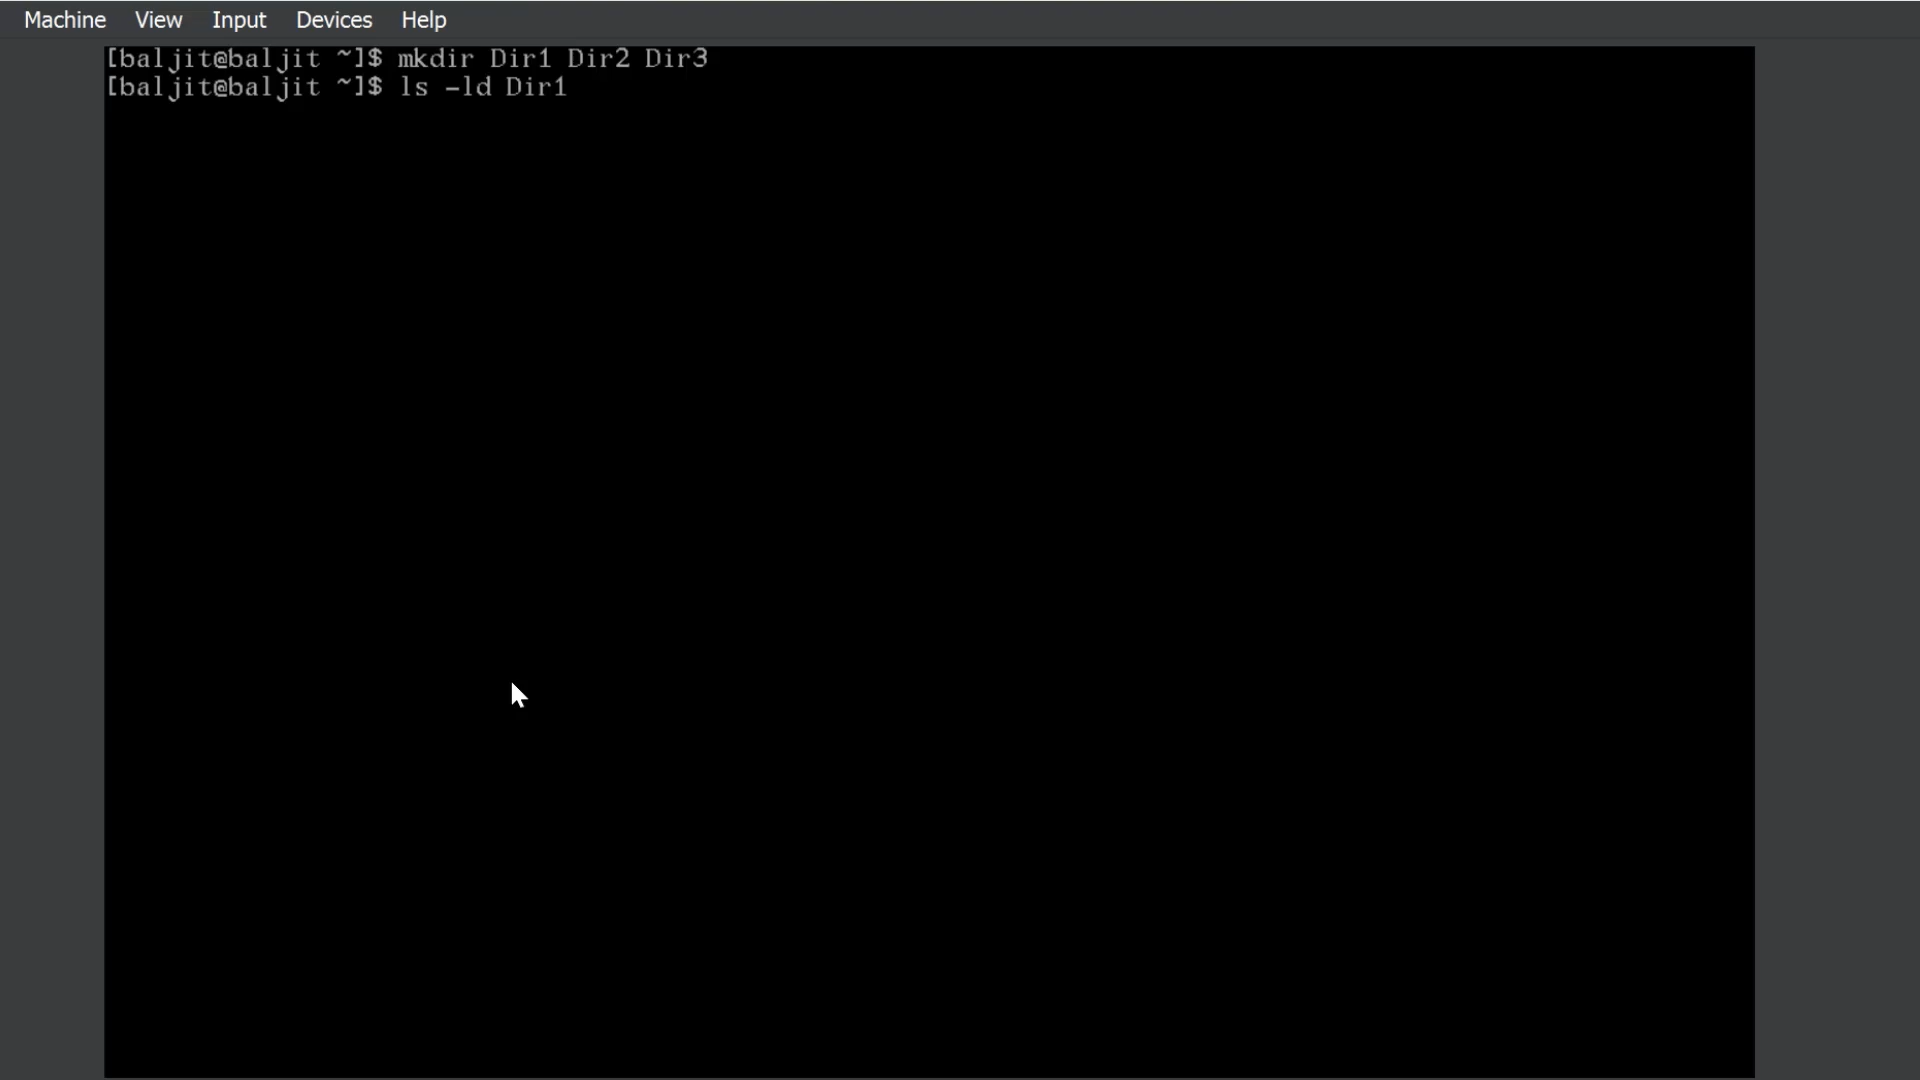 Machine View Input Devices Help
[baljit@baljit ~]$ mkdir Dir1 Dir2 Dir3
[baljit@baljit ~]$ ls -ld Dir1